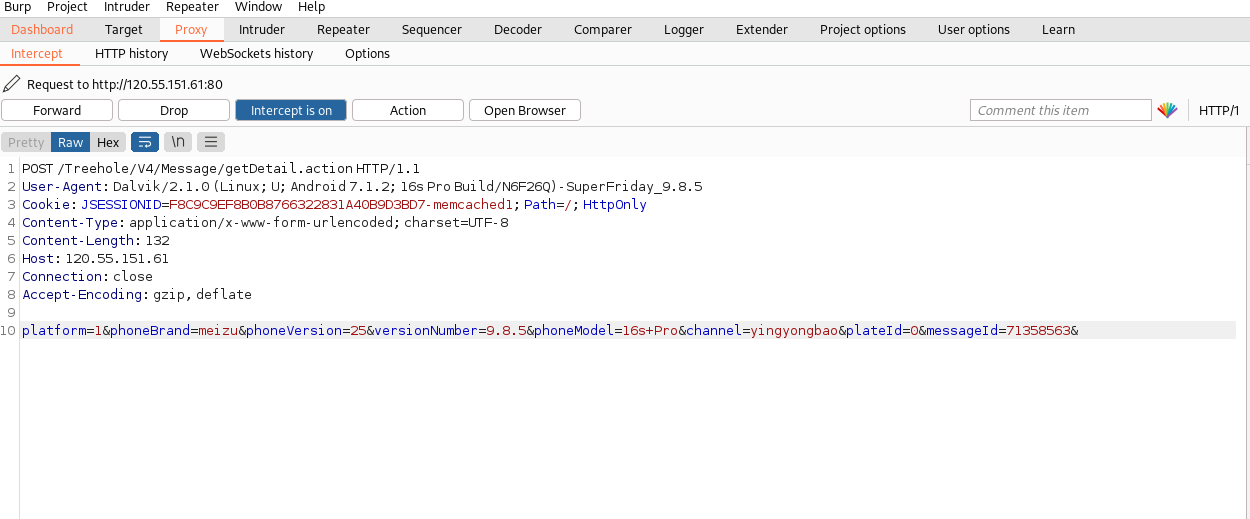 Burp Project Intruder Repeater Window Help
Dashboard Target Proxy Intruder Repeater Sequencer Decoder Comparer Logger Extender Project options User options Learn
Intercept HTTP history WebSockets history Options
Request to http://120.55.151.61:80
Forward Drop Intercept is on Action Open Browser Comment this item HTTP/1
Pretty Raw Hex \n
1 POST /Treehole/V4/Message/getDetail.action HTTP/1.1
2 User-Agent: Dalvik/2.1.0 (Linux; U; Android 7.1.2; 16s Pro Build/N6F26Q)-SuperFriday_9.8.5
3 Cookie: JSESSIONID=F8C9C9EF8B0B8766322831A40B9D3BD7-memcached1; Path=/; HttpOnly
4 Content-Type: application/x-www-form-urlencoded; charset=UTF-8
5 Content-Length: 132
6 Host: 120.55.151.61
7 Connection: close
8 Accept-Encoding: gzip, deflate
9
10 platform=1&phoneBrand=meizu&phoneVersion=25&versionNumber=9.8.5&phoneModel=16s+Pro&channel=yingyongbao&plateId=0&messageId=71358563&